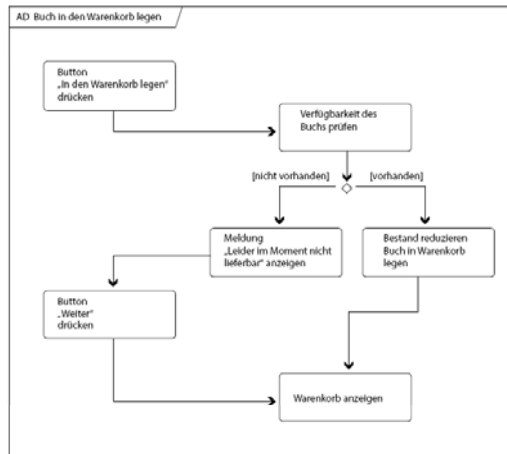 AD Buch in den Warenkorb legen
Button
„In den Warenkorb legen“
drücken
Verfügbarkeit des
Buchs prüfen
[nicht vorhanden]
[vorhanden]
Meldung
„Leider im Moment nicht
lieferbar“ anzeigen
Bestand reduzieren
Buch in Warenkorb
legen
Button
„Weiter“
drücken
Warenkorb anzeigen